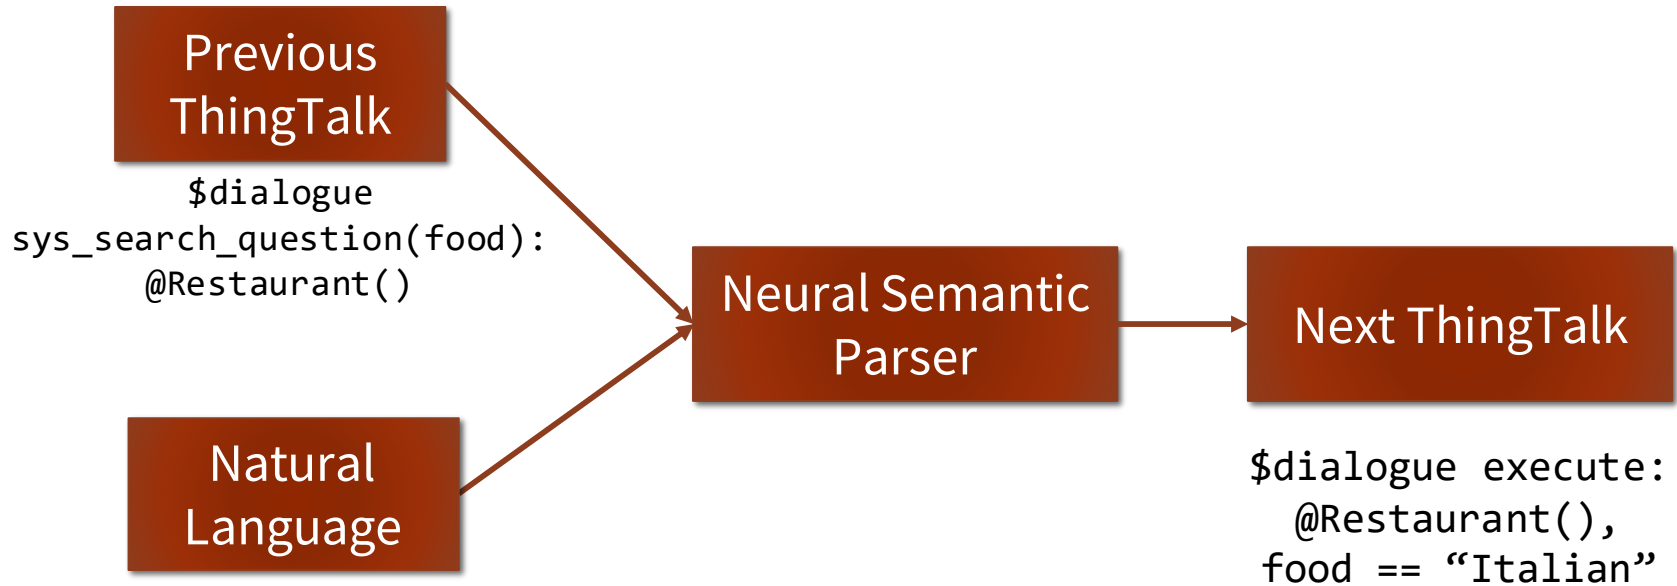 Previous
ThingTalk
$dialogue
sys_search_question(food):
@Restaurant()
Natural
Language
Neural Semantic
Parser
Next ThingTalk
$dialogue execute:
@Restaurant(),
food == “Italian”